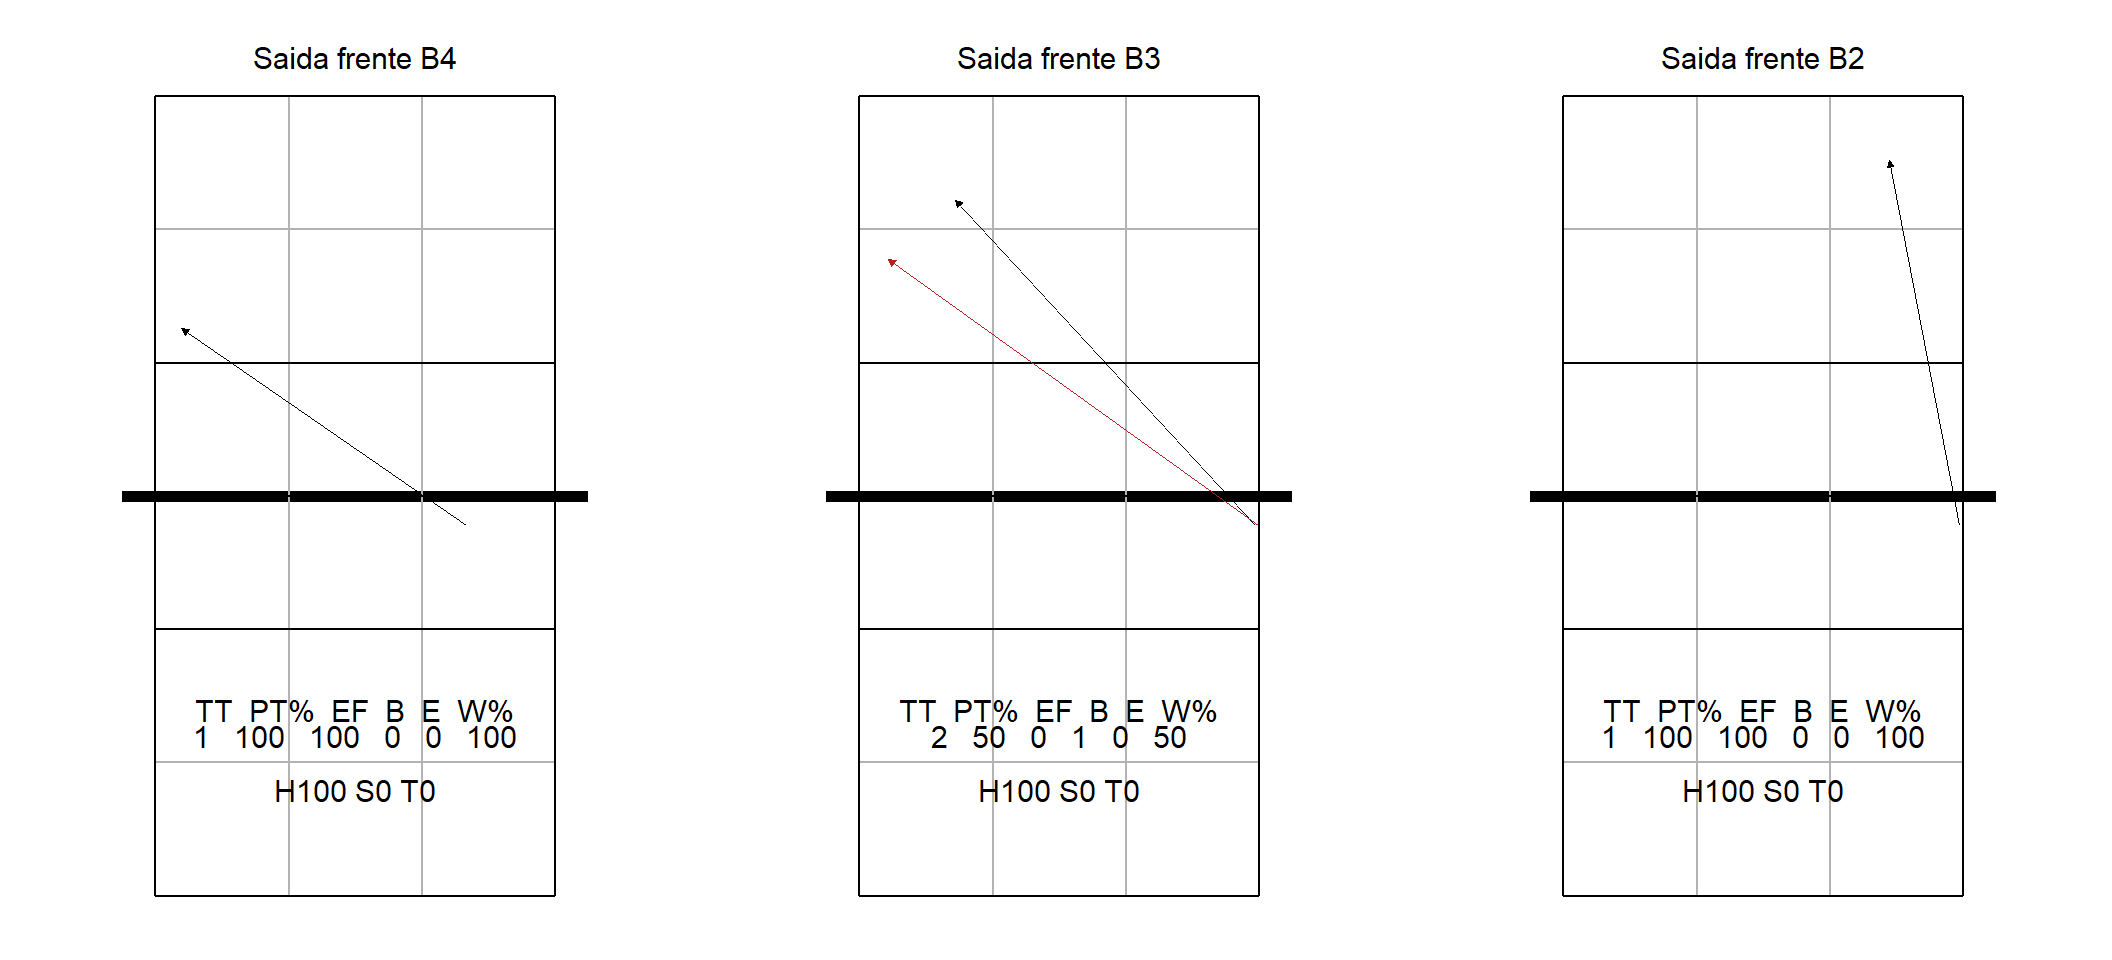 Saida frente B4
TT PT% EF B E W%
1 100 100 0 0 100
H100 S0 T0
Saida frente B3
TT PT% EF B E W%
2 50 0 1 0 50
H100 S0 T0
Saida frente B2
TT PT% EF B E W%
1 100 100 0 0 100
H100 S0 T0